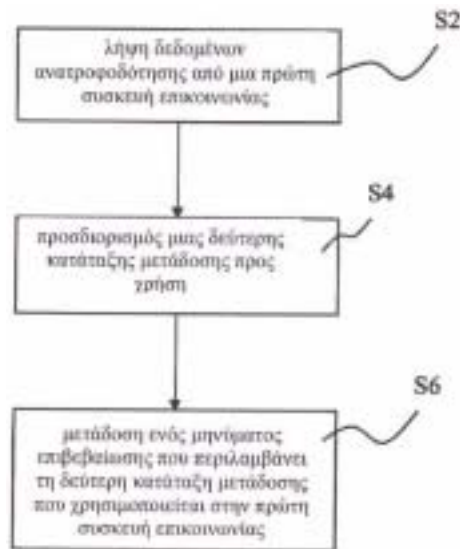 S2
λήψη δεδομένων
ανατροφοδότησης από μια πρώτη
συσκευή επικοινωνίας
S4
προσδιορισμός μιας δεύτερης
κατάταξης μετάδοσης προς
χρήση
S6
μετάδοση ενός μηνύματος
επιβεβαίωσης που περιλαμβάνει
τη δεύτερη κατάταξη μετάδοσης
που χρησιμοποιείται στην πρώτη
συσκευή επικοινωνίας